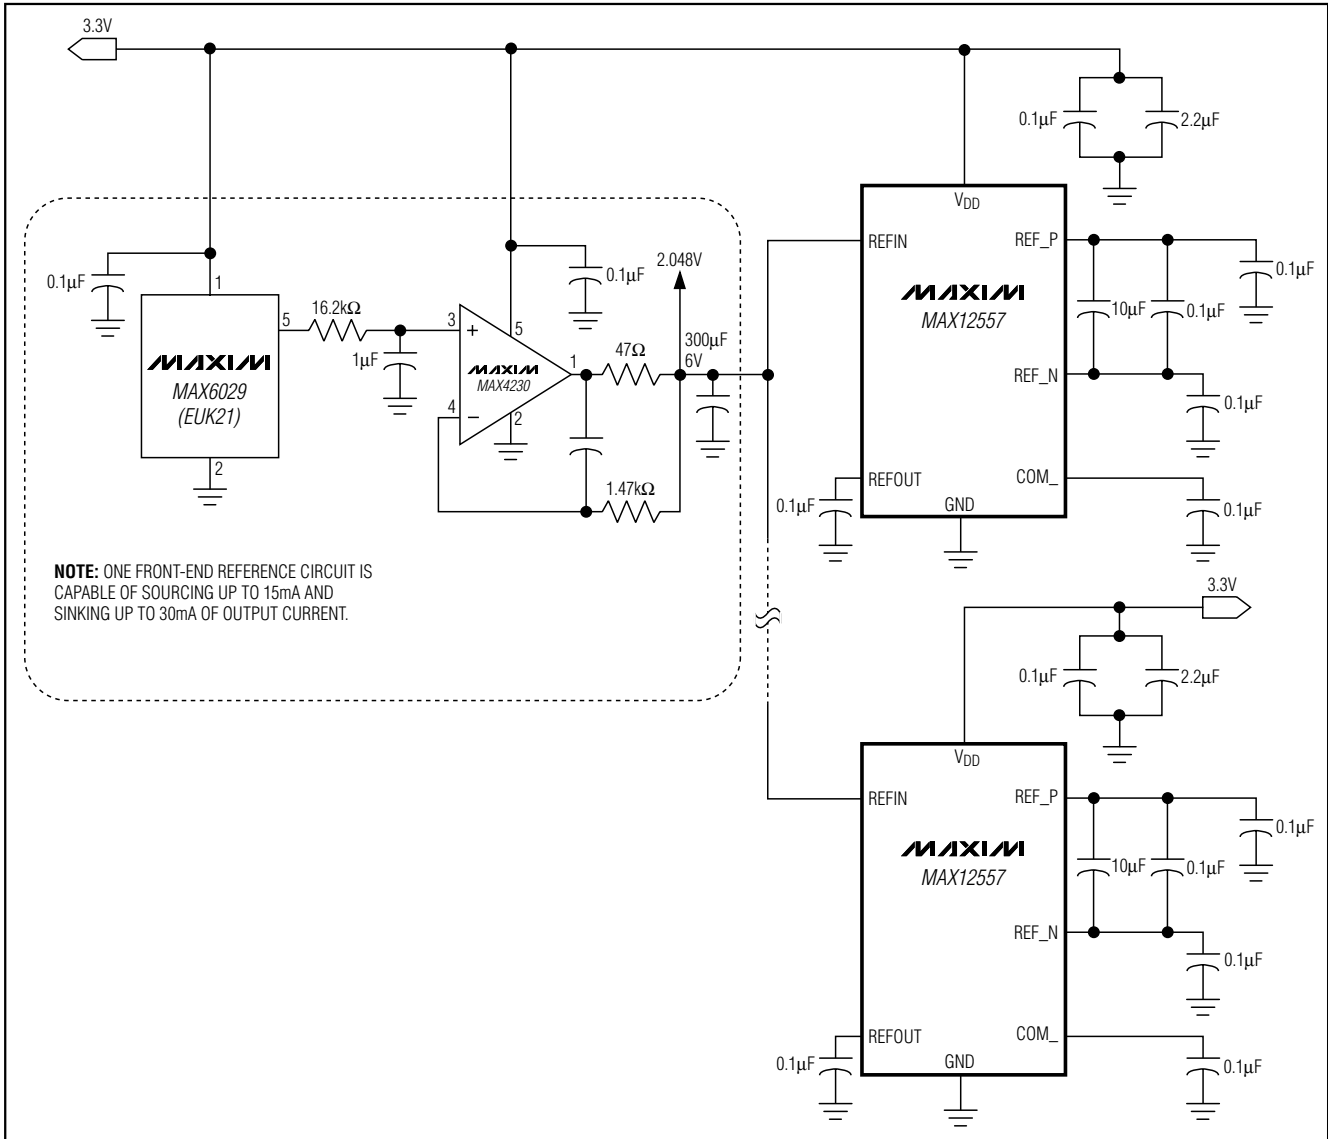 3.3V
0.1µF
2.2µF
VDD
REFIN
REF_P
0.1µF
MAXIM
MAX12557
10µF
0.1µF
REF_N
0.1µF
REFOUT
COM_
0.1µF
GND
0.1µF
0.1µF
1
5
16.2kΩ
1µF
MAXIM
MAX6029
(EUK21)
2
3
+
5
0.1µF
MAXIM
MAX4230
1
4
−
2
47Ω
2.048V
300µF
6V
1.47kΩ
NOTE: ONE FRONT-END REFERENCE CIRCUIT IS
CAPABLE OF SOURCING UP TO 15mA AND
SINKING UP TO 30mA OF OUTPUT CURRENT.
3.3V
0.1µF
2.2µF
VDD
REFIN
REF_P
0.1µF
MAXIM
MAX12557
10µF
0.1µF
REF_N
0.1µF
REFOUT
COM_
0.1µF
GND
0.1µF